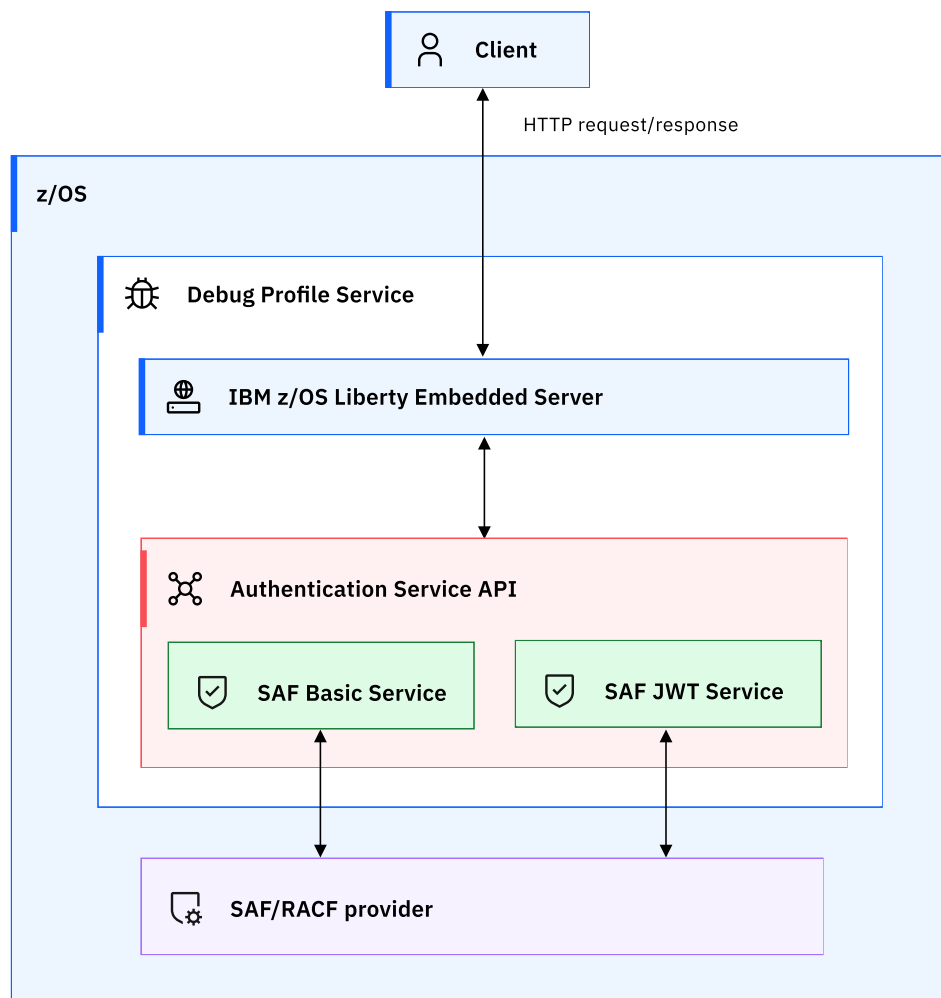 Client
HTTP request/response
z/OS
Debug Profile Service
IBM z/OS Liberty Embedded Server
Authentication Service API
SAF Basic Service
SAF JWT Service
SAF/RACF provider